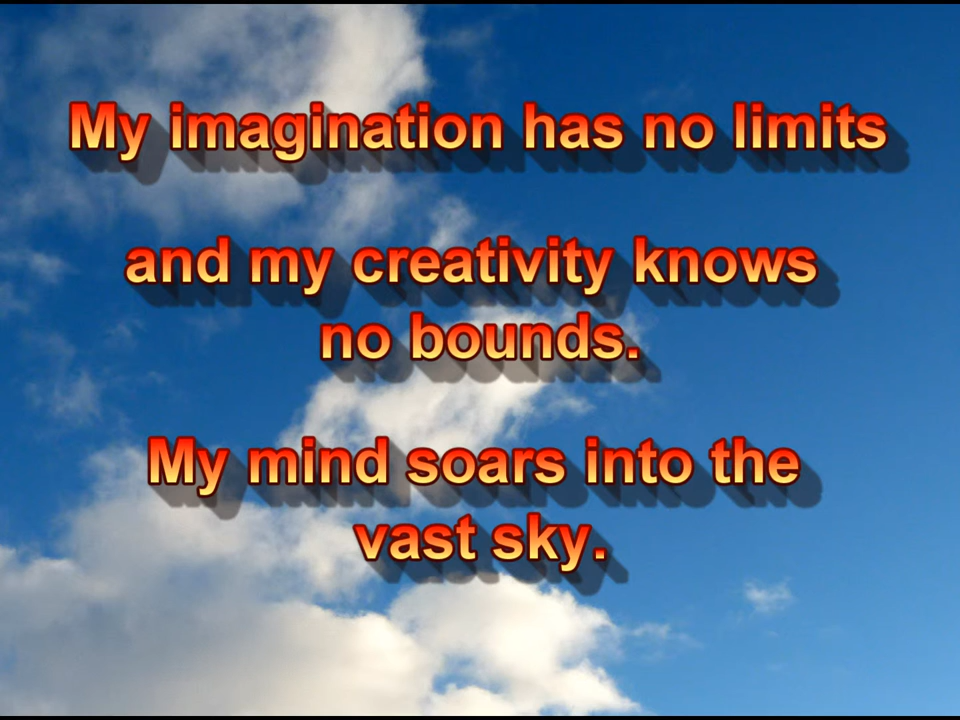 My imagination has no limits
and my creativity knows
no bounds.
My mind soars into the
vast sky.